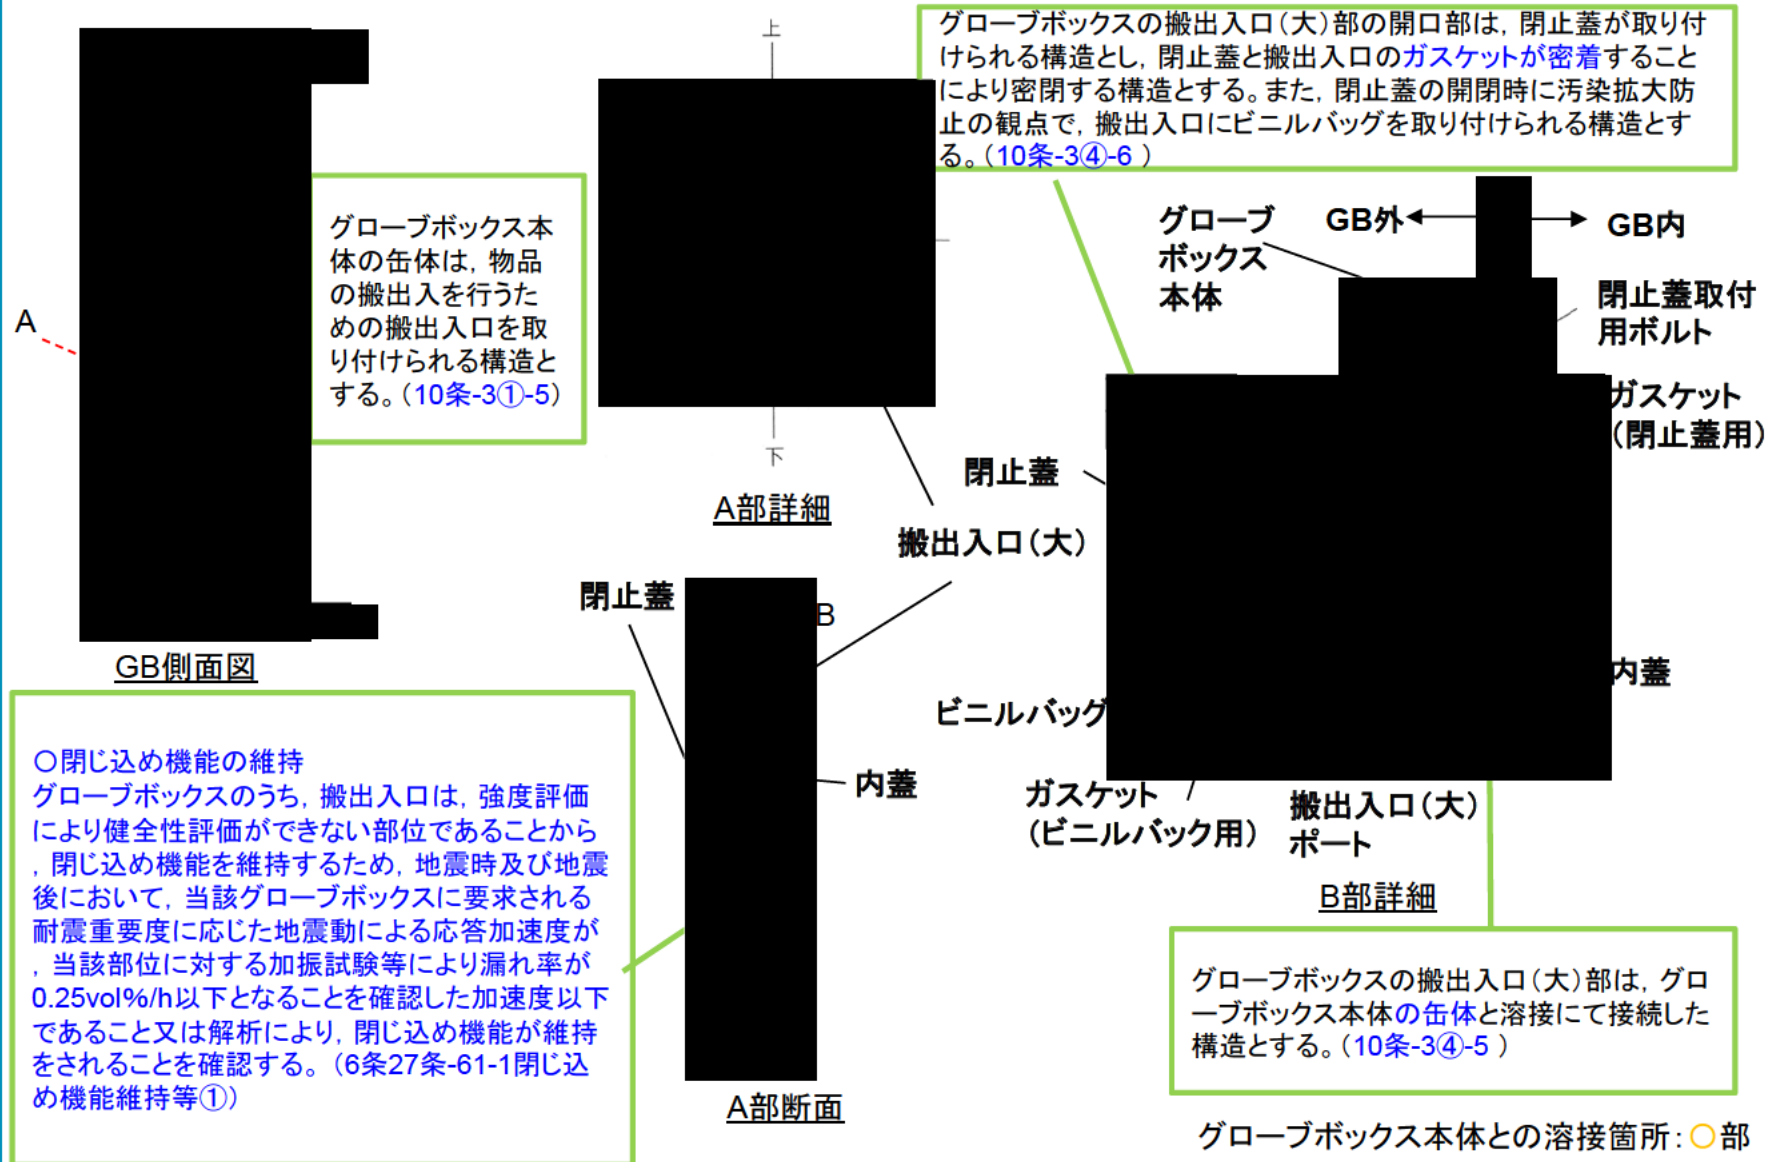 上
グローブボックスの搬出入口(大)部の開口部は, 閉止蓋が取り付
けられる構造とし, 閉止蓋と搬出入口のガスケットが密着すること
により密閉する構造とする。また, 閉止蓋の開閉時に汚染拡大防
止の観点で, 搬出入口にビニルバッグを取り付けられる構造とす
る。(10条-3④-6 )
グローブボックス本
体の缶体は, 物品
の搬出入を行うた
めの搬出入口を取
り付けられる構造と
する。(10条-3①-5)
A
下
A部詳細
グローブ
ボックス
本体
GB外
GB内
閉止蓋取付
用ボルト
ガスケット
(閉止蓋用)
閉止蓋
搬出入口(大)
閉止蓋
B
内蓋
ビニルバッグ
内蓋
ガスケット
(ビニルバック用)
搬出入口(大)
ポート
B部詳細
GB側面図
○閉じ込め機能の維持
グローブボックスのうち, 搬出入口は, 強度評価
により健全性評価ができない部位であることから
, 閉じ込め機能を維持するため, 地震時及び地震
後において, 当該グローブボックスに要求される
耐震重要度に応じた地震動による応答加速度が
, 当該部位に対する加振試験等により漏れ率が
0.25vol%/h以下となることを確認した加速度以下
であること又は解析により, 閉じ込め機能が維持
をされることを確認する。(6条27条-61-1閉じ込
め機能維持等①)
A部断面
グローブボックスの搬出入口(大)部は, グロ
ーブボックス本体の缶体と溶接にて接続した
構造とする。(10条-3④-5 )
グローブボックス本体との溶接箇所:○部